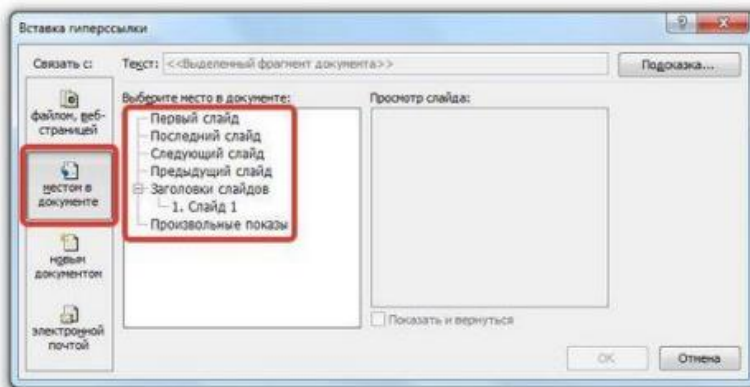 Вставка гиперссылки
Связать с:
Текст: <<Выделенный фрагмент документа>>
Подсказка...
файлом, веб-
страницей
местом в
документе
новым
документом
электронной
почтой
Выберите место в документе:
Первый слайд
Последний слайд
Следующий слайд
Предыдущий слайд
Заголовки слайдов
1. Слайд 1
Произвольные показы
Просмотр слайда:
Показать и вернуться
ОК
Отмена